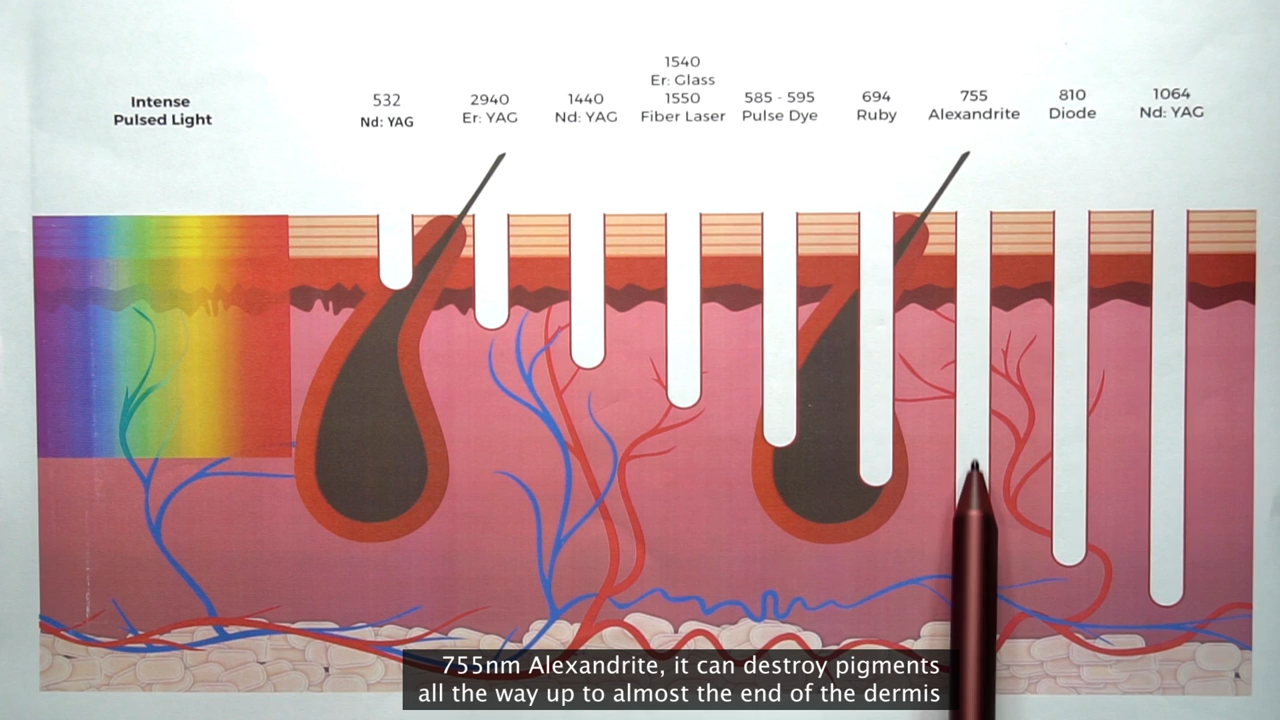 Intense
Pulsed Light
532
Nd: YAG
2940
Er: YAG
1440
Nd: YAG
1540
Er: Glass
1550
Fiber Laser
585 - 595
Pulse Dye
694
Ruby
755
Alexandrite
810
Diode
1064
Nd: YAG
755nm Alexandrite, it can destroy pigments
all the way up to almost the end of the dermis